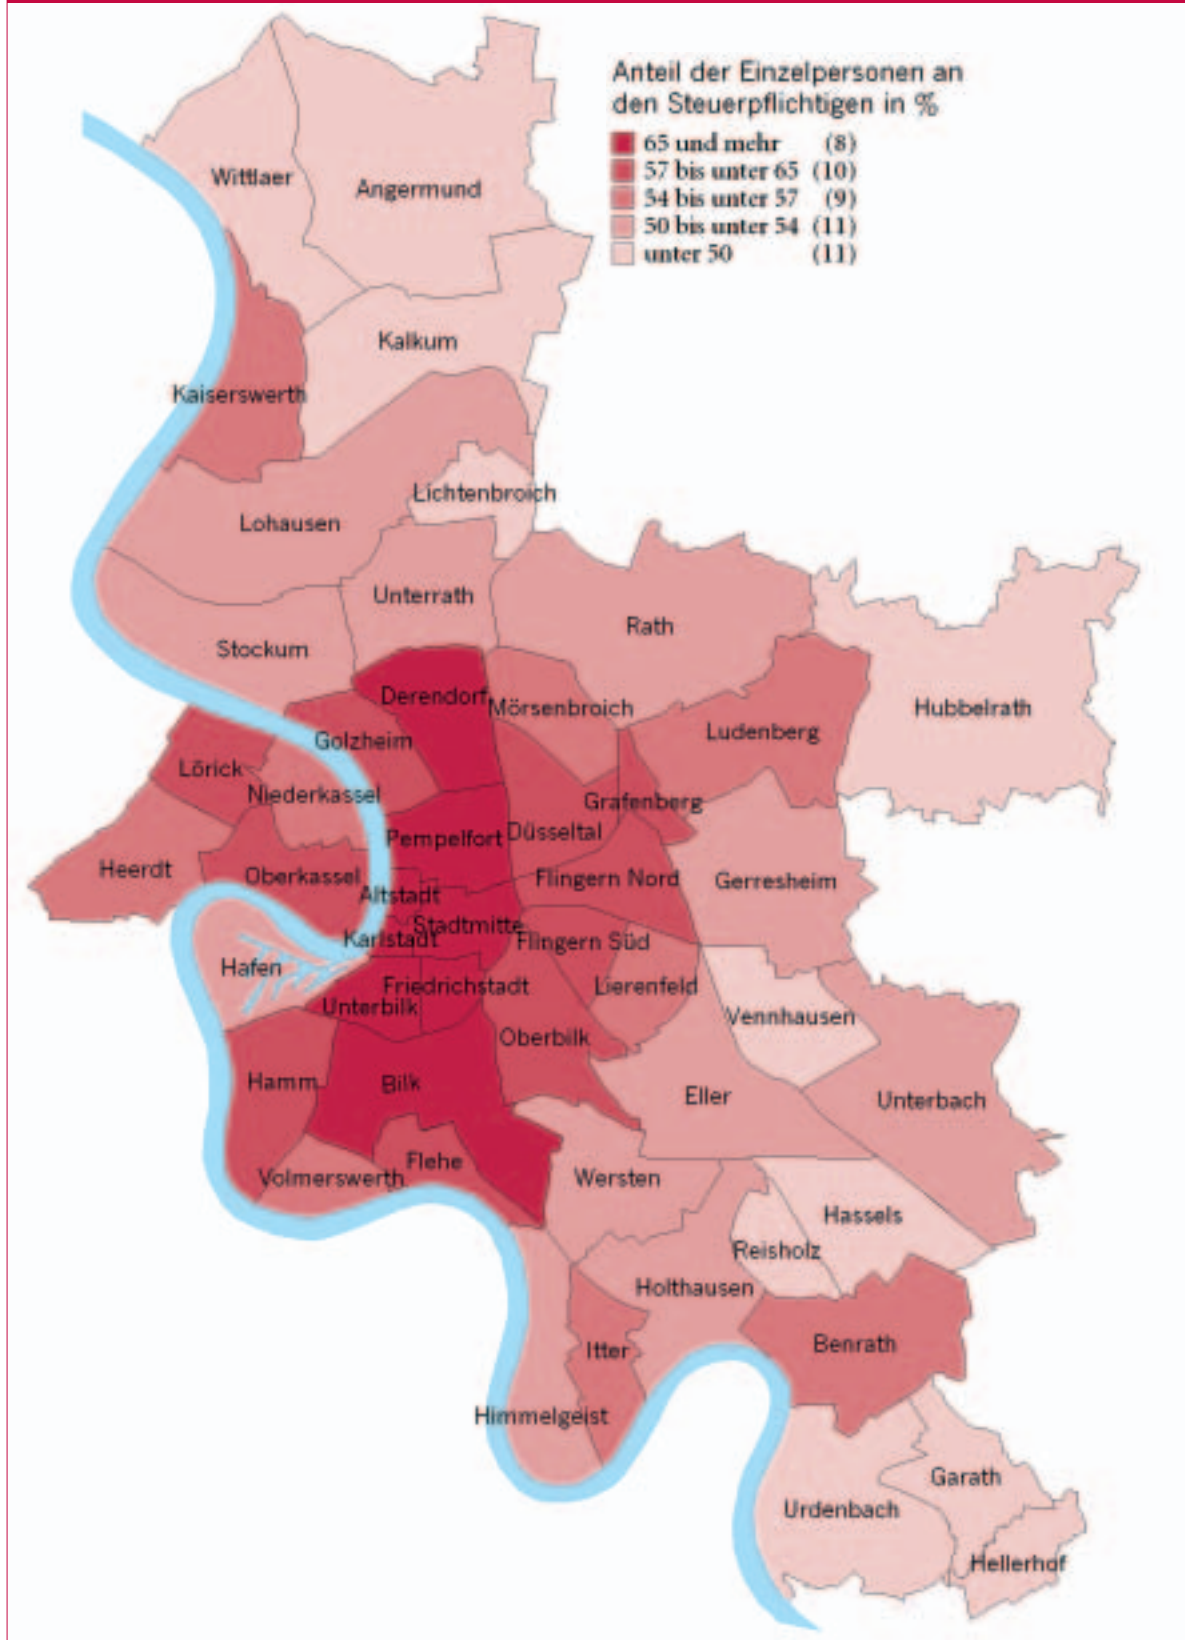 Anteil der Einzelpersonen an
den Steuerpflichtigen in %
65 und mehr (8)
57 bis unter 65 (10)
54 bis unter 57 (9)
50 bis unter 54 (11)
unter 50 (11)
Wittlaer
Angermund
Kalkum
Kaiserswerth
Lichtenbroich
Lohausen
Unterrath
Rath
Stockum
Derendorf
Mörsenbroich
Hubbelrath
Ludenberg
Golzheim
Lörick
Niederkassel
Grafenberg
Pempelfort
Düsseltal
Heerdt
Oberkassel
Flingern Nord
Gerresheim
Altstadt
Stadtmitte
Karlstadt
Flingern Süd
Hafen
Friedrichstadt
Lierenfeld
Unterbilk
Vennhausen
Oberbilk
Hamm
Bilk
Eller
Unterbach
Flehe
Volmerswerth
Wersten
Hassels
Reisholz
Holthausen
Itter
Benrath
Himmelgeist
Garath
Urdenbach
Hellerhof